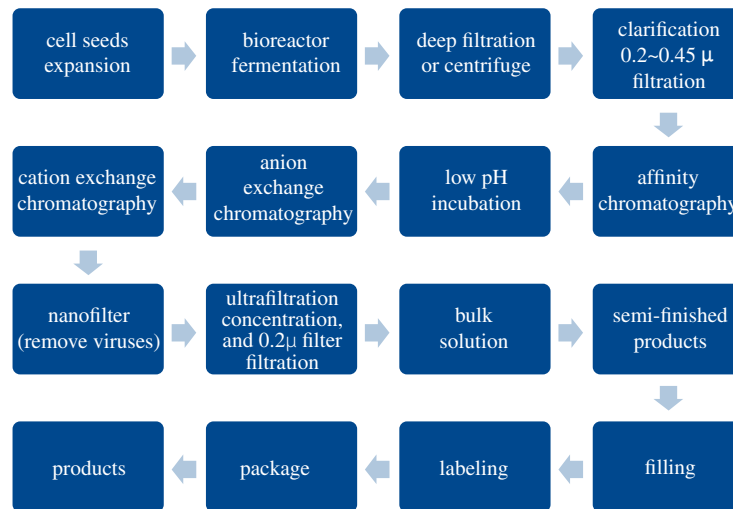 cell seeds
expansion
bioreactor
fermentation
deep filtration
or centrifuge
clarification
0.2~0.45 μ
filtration
cation exchange
chromatography
anion
exchange
chromatography
low pH
incubation
affinity
chromatography
nanofilter
(remove viruses)
ultrafiltration
concentration,
and 0.2μ filter
filtration
bulk
solution
semi-finished
products
products
package
labeling
filling